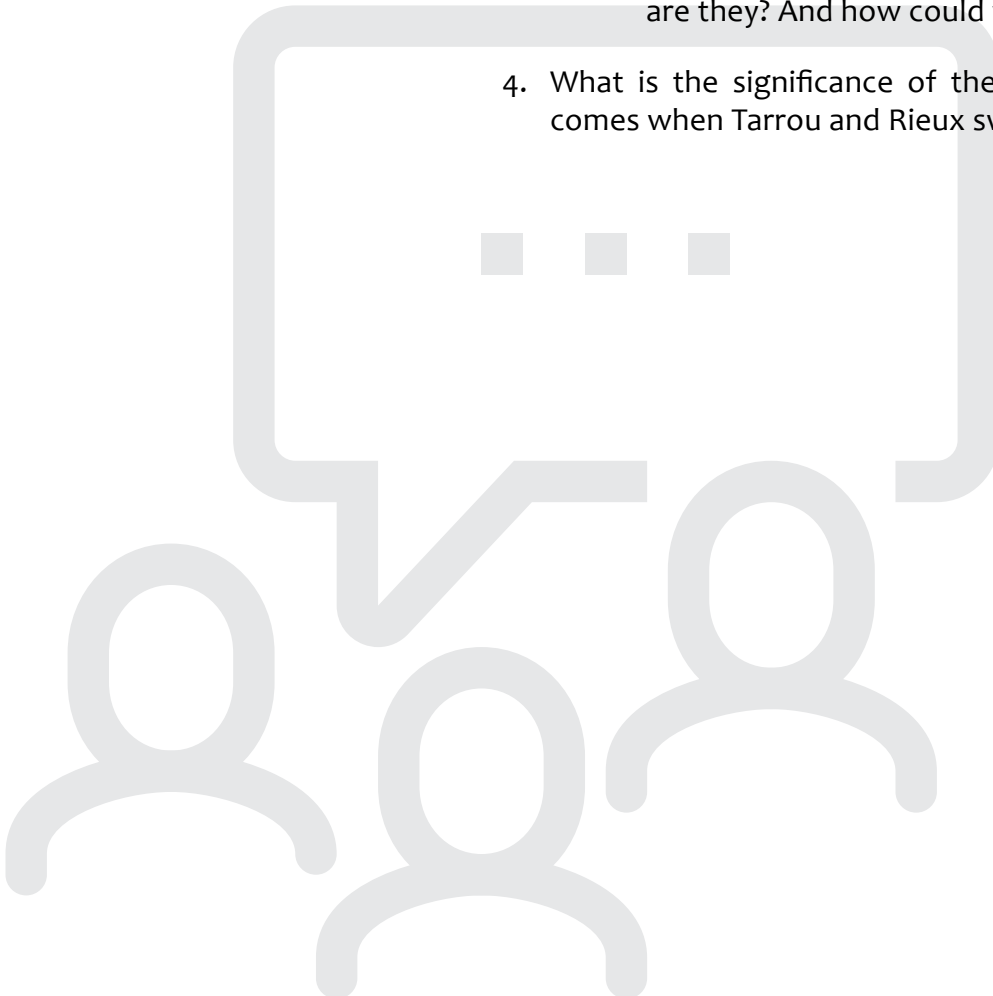 are they? And how could
4. What is the significance of the
comes when Tarrou and Rieux